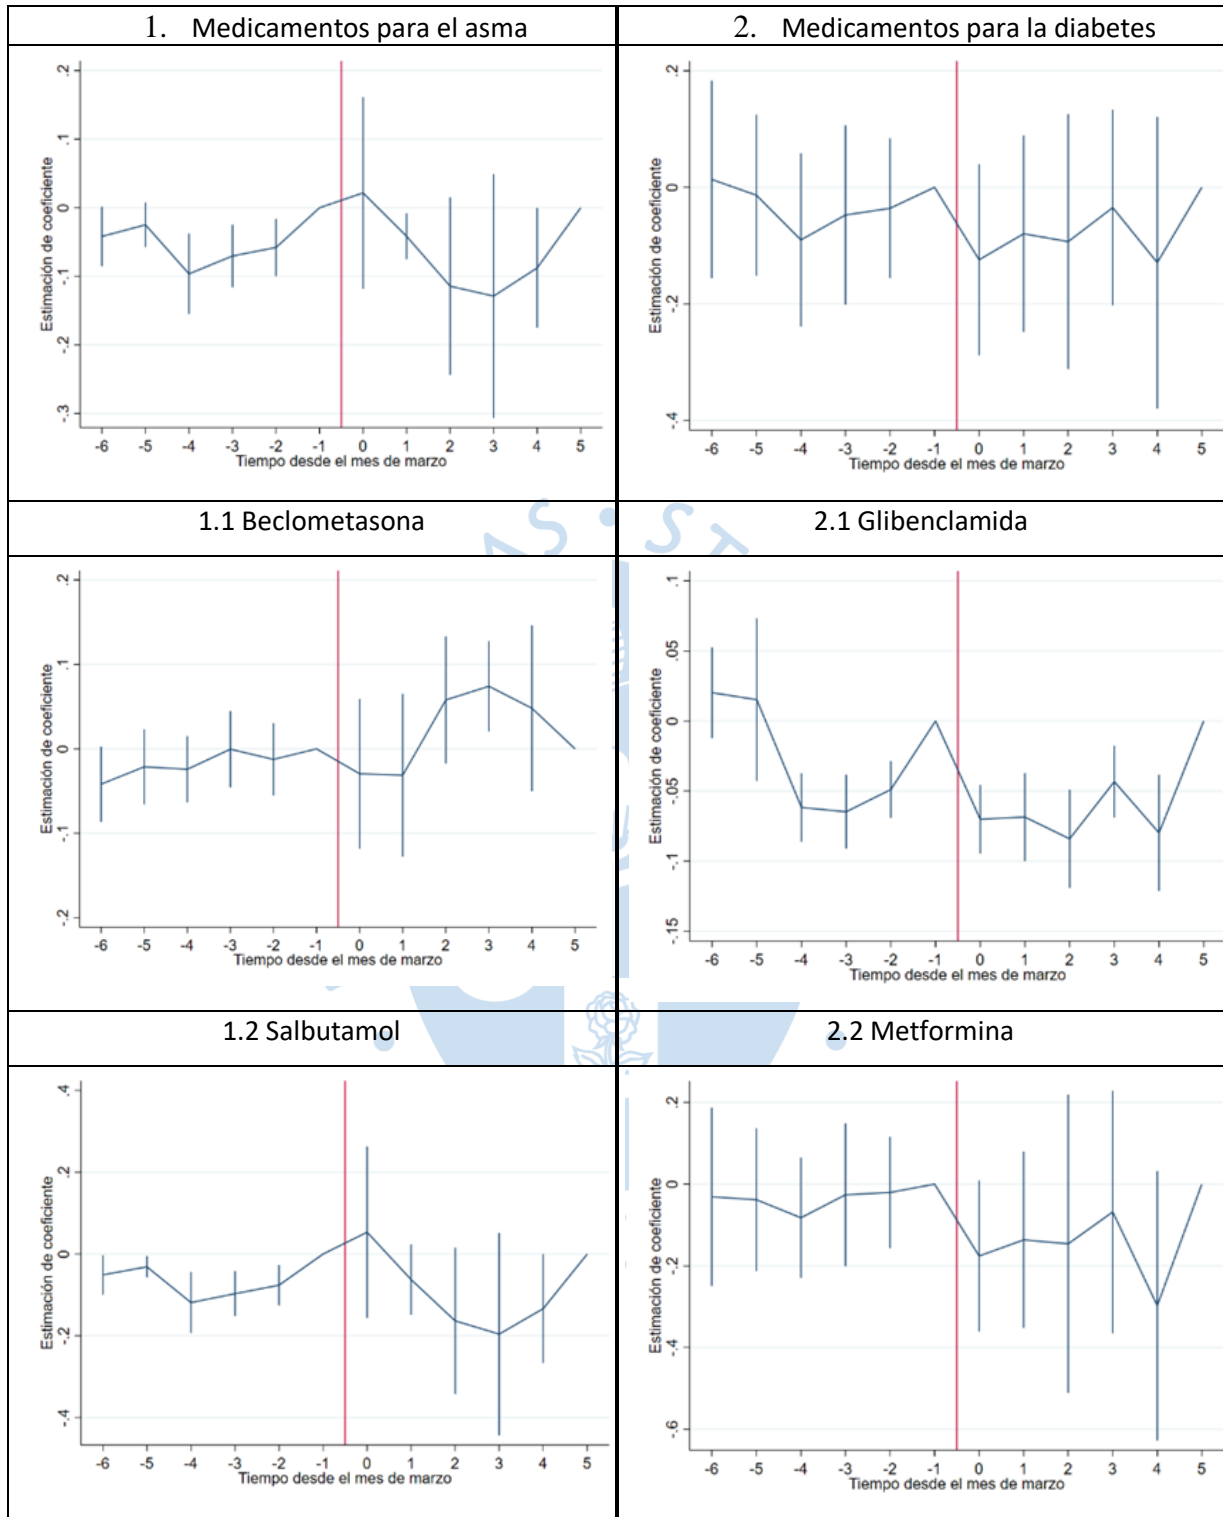 1. Medicamentos para el asma
2. Medicamentos para la diabetes
Estimación de coeficiente
.2
.1
0
-.1
-.2
-.3
-6 -5 -4 -3 -2 -1 0 1 2 3 4 5
Tiempo desde el mes de marzo
Estimación de coeficiente
.2
0
-.2
-.4
-6 -5 -4 -3 -2 -1 0 1 2 3 4 5
Tiempo desde el mes de marzo
1.1 Beclometasona
2.1 Glibenclamida
AS • ST
Estimación de coeficiente
.2
.1
0
-.1
-.2
-6 -5 -4 -3 -2 -1 0 1 2 3 4 5
Tiempo desde el mes de marzo
Estimación de coeficiente
.1
.05
0
-.05
-.1
-.15
-6 -5 -4 -3 -2 -1 0 1 2 3 4 5
Tiempo desde el mes de marzo
1.2 Salbutamol
2.2 Metformina
Estimación de coeficiente
.4
.2
0
-.2
-.4
-6 -5 -4 -3 -2 -1 0 1 2 3 4 5
Tiempo desde el mes de marzo
Estimación de coeficiente
.2
0
-.2
-.4
-.6
-6 -5 -4 -3 -2 -1 0 1 2 3 4 5
Tiempo desde el mes de marzo